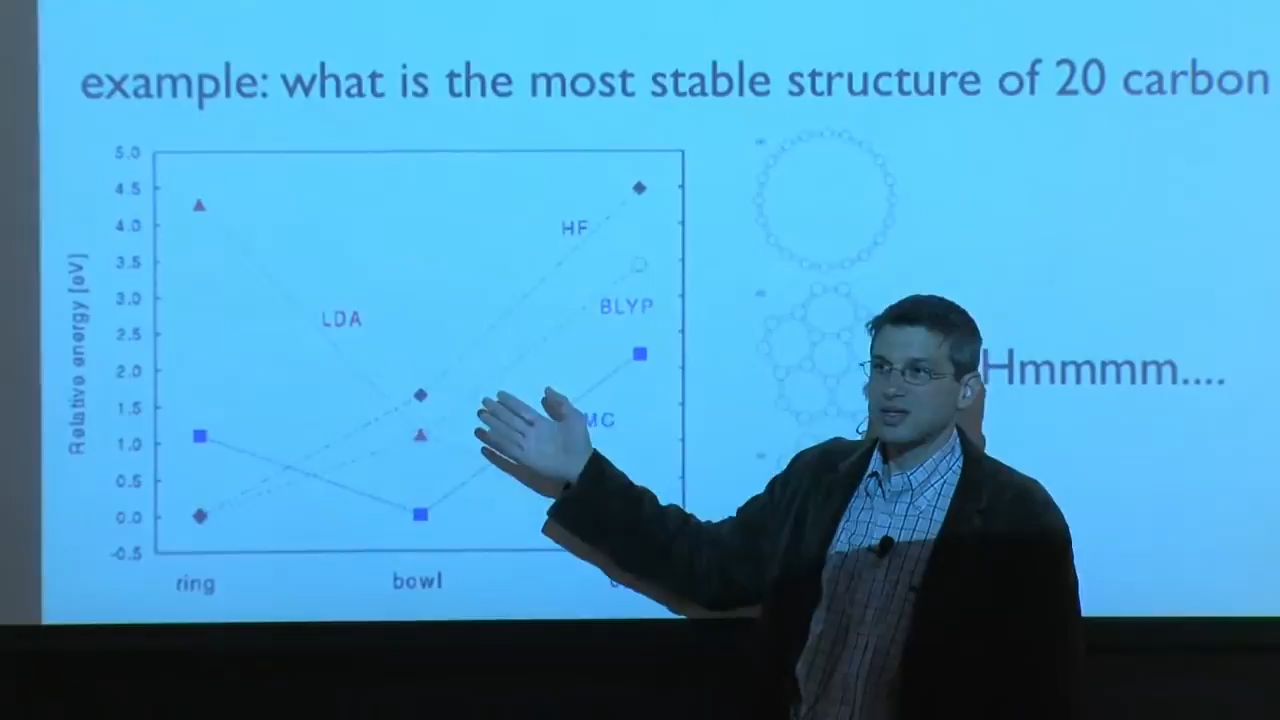 example: what is the most stable structure of 20 carbon
5.0
4.5
4.0
3.5
3.0
2.5
2.0
1.5
1.0
0.5
0.0
-0.5
Relative energy [eV]
HF
LDA
BLYP
MC
ring
bowl
Hmmmm....